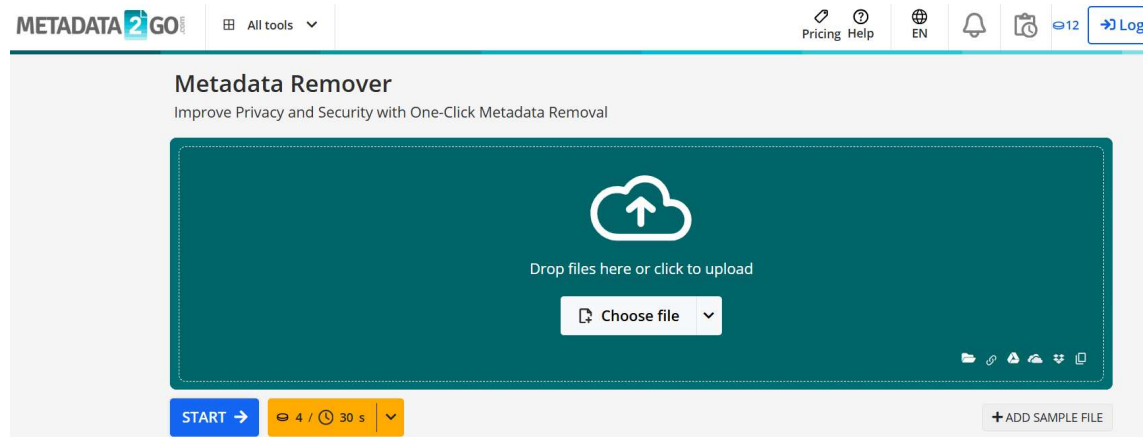 METADATA 2 GO.com
All tools
Pricing Help
EN
12
Log
Metadata Remover
Improve Privacy and Security with One-Click Metadata Removal
Drop files here or click to upload
Choose file
START → 4 / 30 s
+ ADD SAMPLE FILE